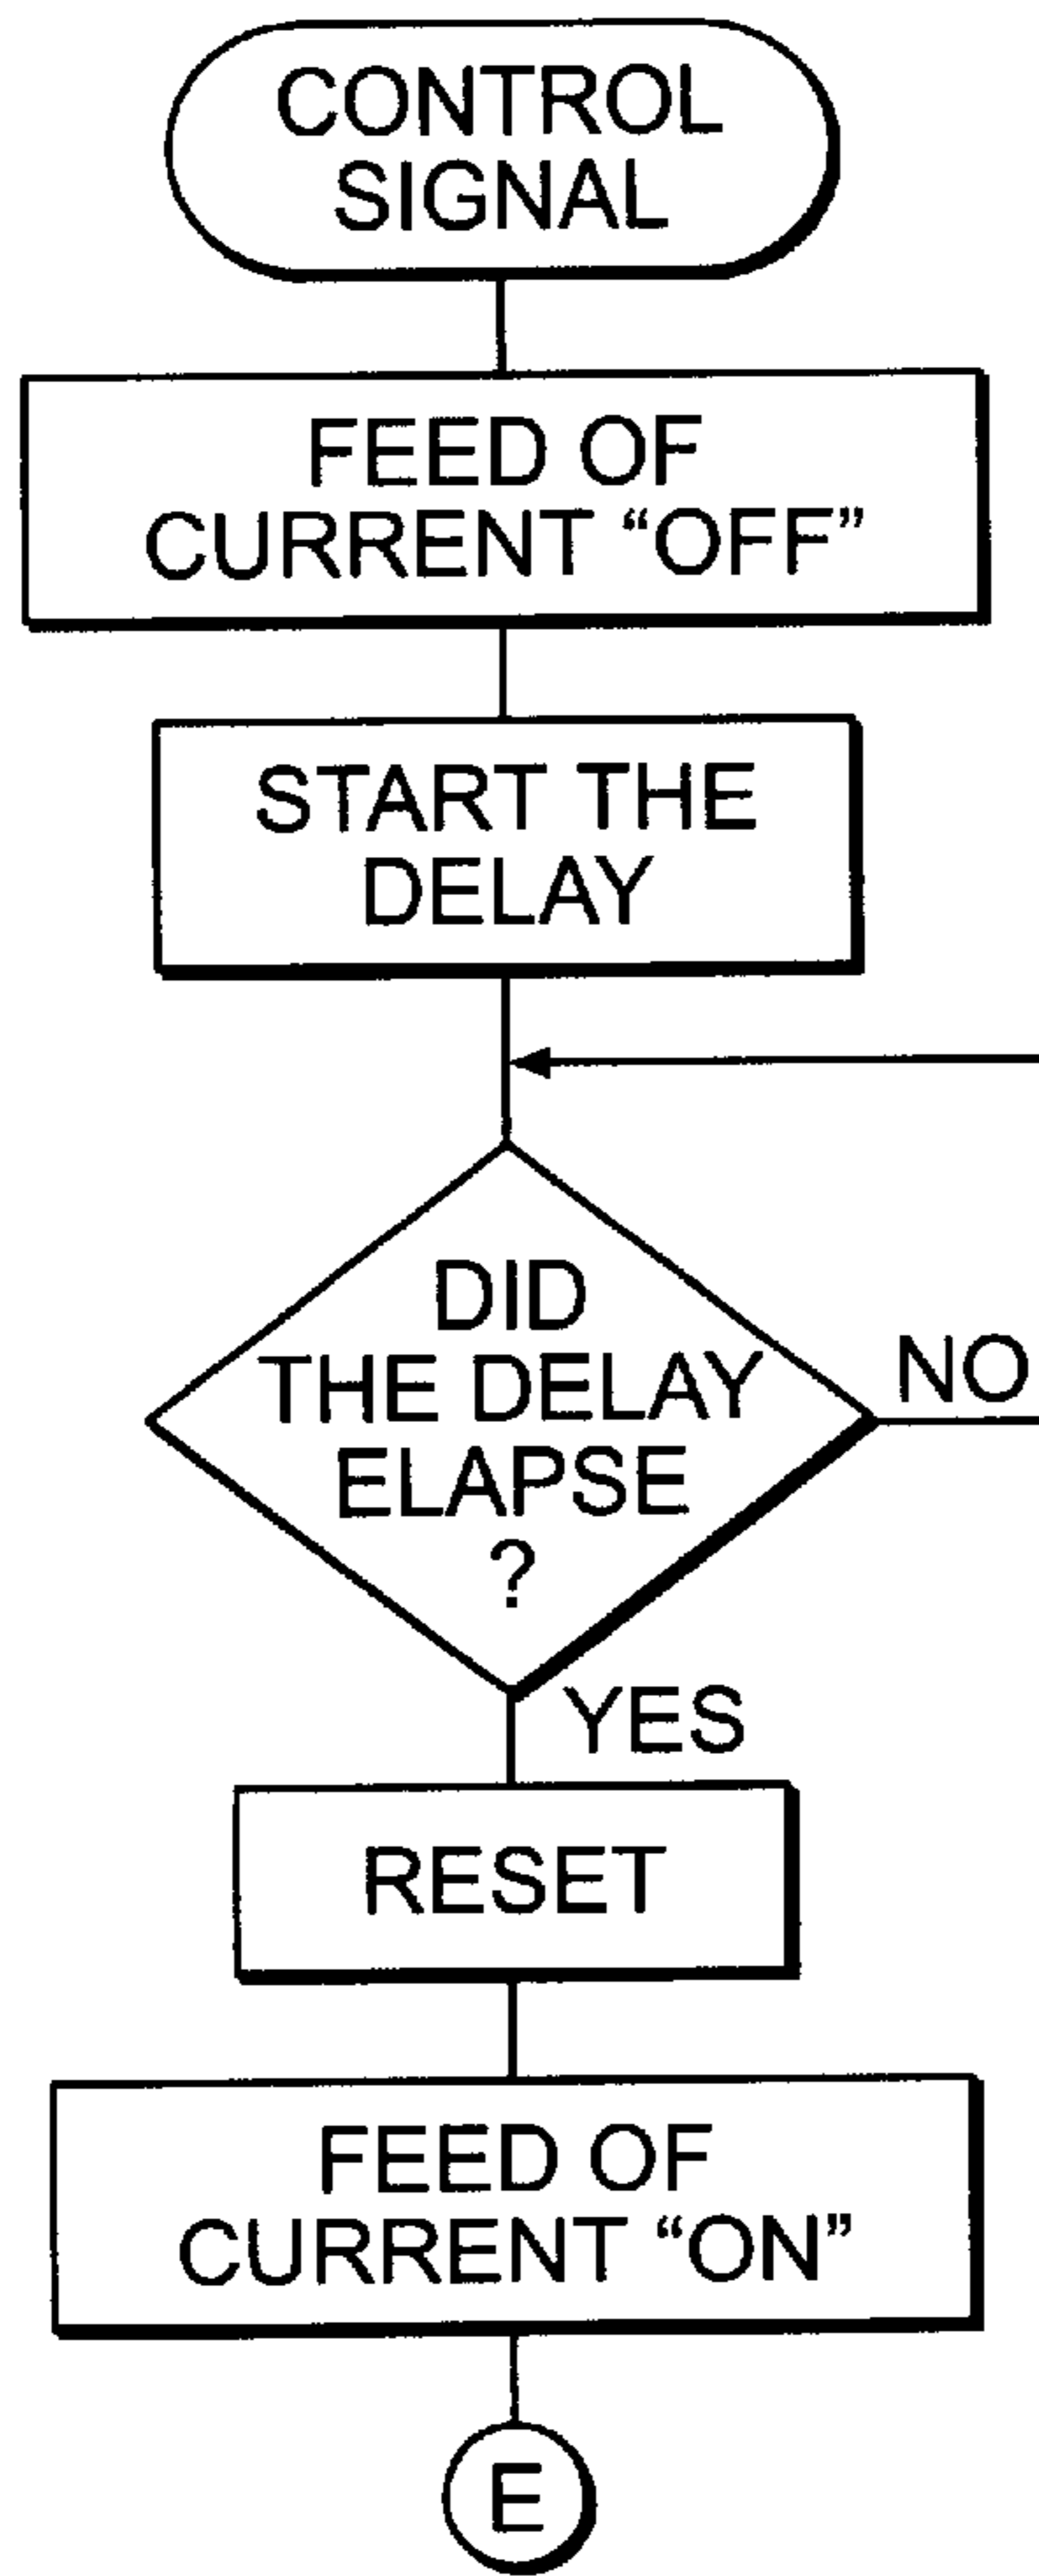 CONTROL
SIGNAL
FEED OF
CURRENT “OFF”
START THE
DELAY
DID
THE DELAY
ELAPSE
?
NO
YES
RESET
FEED OF
CURRENT “ON”
E